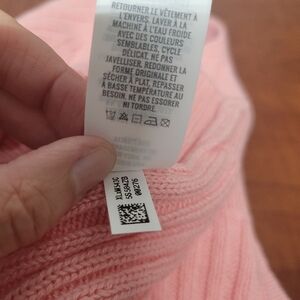 RETOURNER LE VÊTEMENT À
L'ENVERS. LAVER À LA
MACHINE À L'EAU FROIDE
AVEC DES COULEURS
SEMBLABLES, CYCLE
DÉLICAT. NE PAS
JAVELLISER. REDONNER LA
FORME ORIGINALE ET
SÉCHER À PLAT, REPASSER
À BASSE TEMPÉRATURE AU
BESOIN. NE PAS ESSORER
NI TORDRE.
00276